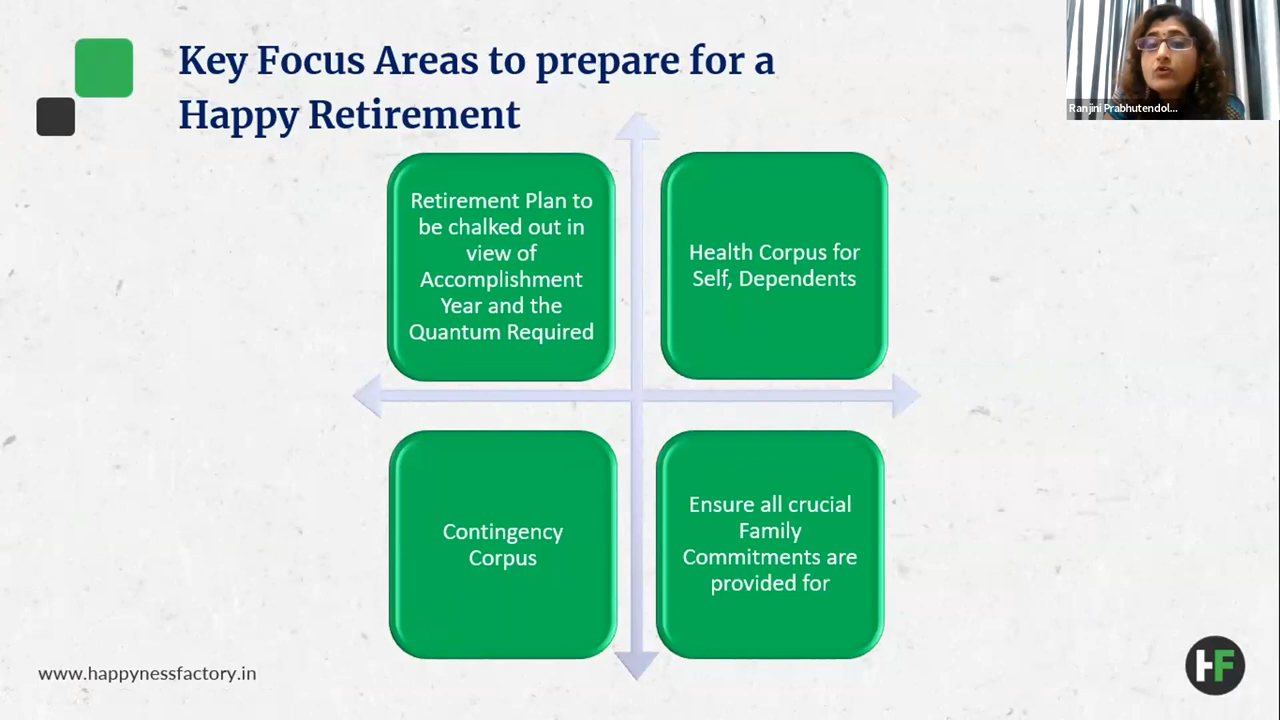 Key Focus Areas to prepare for a
Happy Retirement
Ranjini Prabhutendol...
Retirement Plan to
be chalked out in
view of
Accomplishment
Year and the
Quantum Required
Health Corpus for
Self, Dependents
Contingency
Corpus
Ensure all crucial
Family
Commitments are
provided for
www.happynessfactory.in
HF